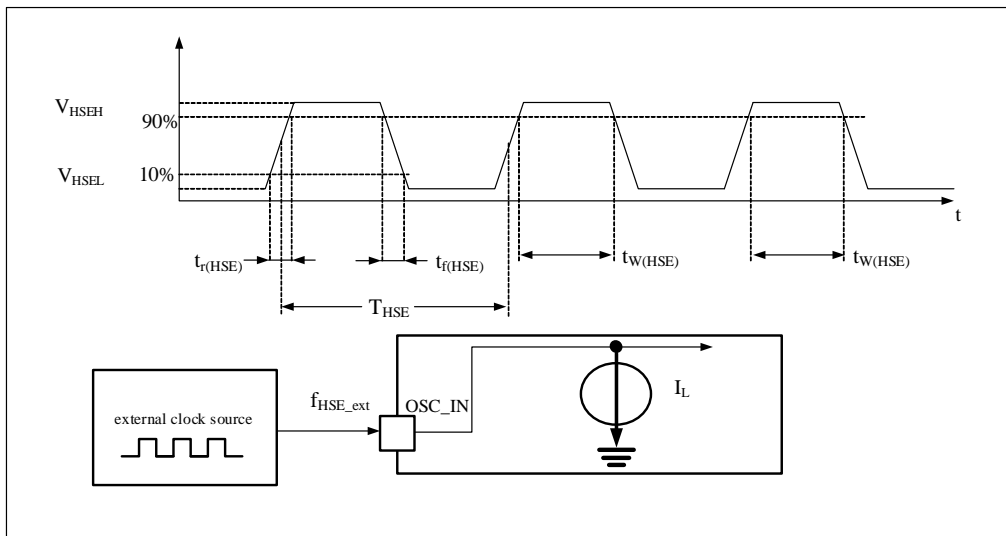 V_HSEH
90%
V_HSEL
10%
t
t_r(HSE)
t_f(HSE)
t_W(HSE)
t_W(HSE)
T_HSE
external clock source
f_HSE_ext
OSC_IN
I_L